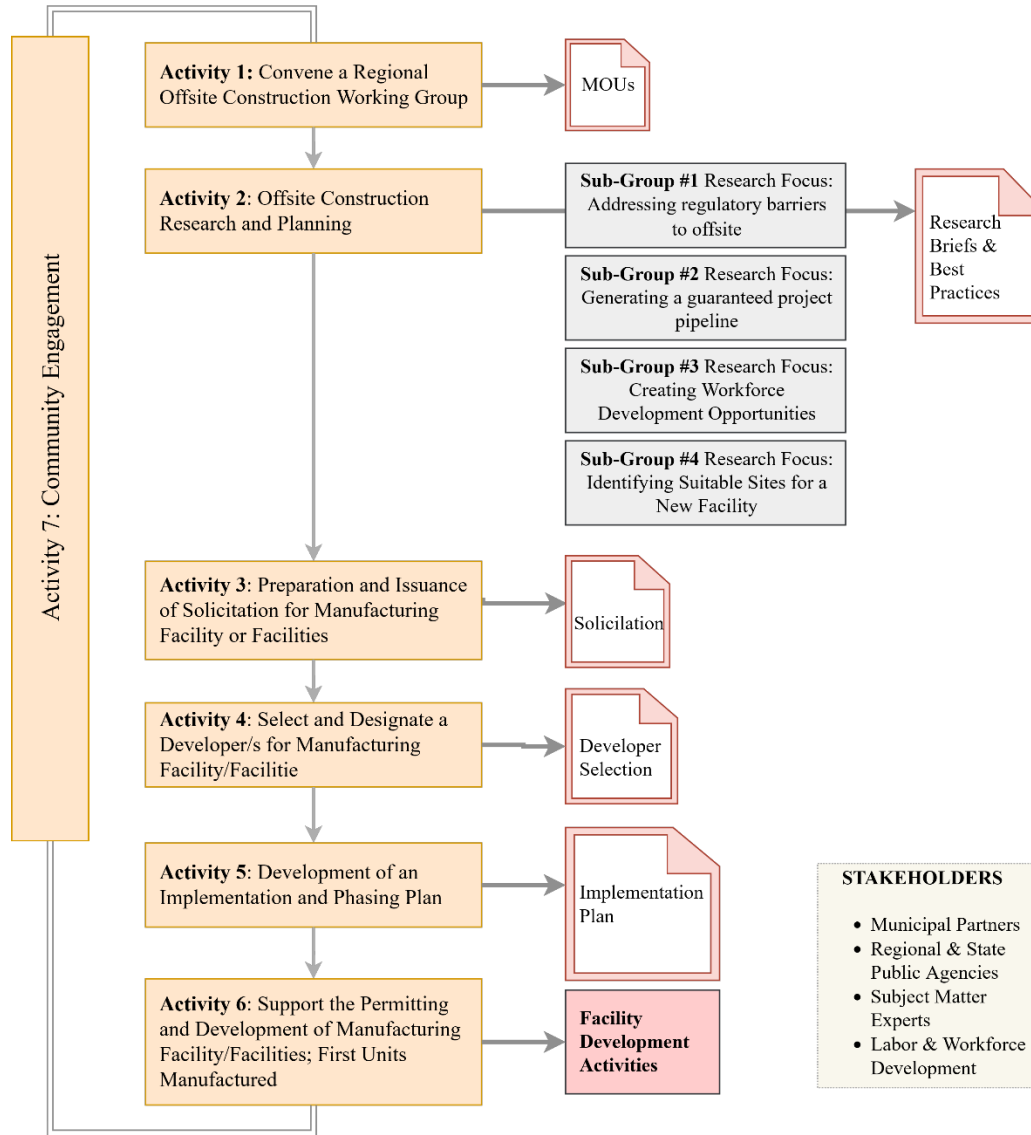 Activity 7: Community Engagement
Activity 1: Convene a Regional
Offsite Construction Working Group
MOUs
Activity 2: Offsite Construction
Research and Planning
Sub-Group #1 Research Focus:
Addressing regulatory barriers
to offsite
Research
Briefs &
Best
Practices
Sub-Group #2 Research Focus:
Generating a guaranteed project
pipeline
Sub-Group #3 Research Focus:
Creating Workforce
Development Opportunities
Sub-Group #4 Research Focus:
Identifying Suitable Sites for a
New Facility
Activity 3: Preparation and Issuance
of Solicitation for Manufacturing
Facility or Facilities
Solicilation
Activity 4: Select and Designate a
Developer/s for Manufacturing
Facility/Facilitie
Developer
Selection
Activity 5: Development of an
Implementation and Phasing Plan
Implementation
Plan
Activity 6: Support the Permitting
and Development of Manufacturing
Facility/Facilities; First Units
Manufactured
Facility
Development
Activities
STAKEHOLDERS
• Municipal Partners
• Regional & State
Public Agencies
• Subject Matter
Experts
• Labor & Workforce
Development